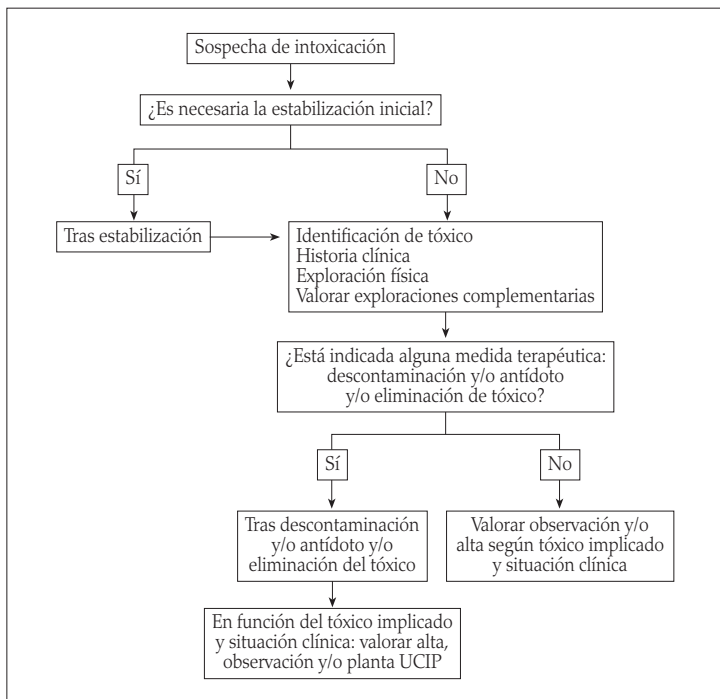 Sospecha de intoxicación
¿Es necesaria la estabilización inicial?
Sí
No
Tras estabilización
Identificación de tóxico
Historia clínica
Exploración física
Valorar exploraciones complementarias
¿Está indicada alguna medida terapéutica:
descontaminación y/o antídoto
y/o eliminación de tóxico?
Sí
No
Tras descontaminación
y/o antídoto y/o
eliminación del tóxico
Valorar observación y/o
alta según tóxico implicado
y situación clínica
En función del tóxico implicado
y situación clínica: valorar alta,
observación y/o planta UCIP